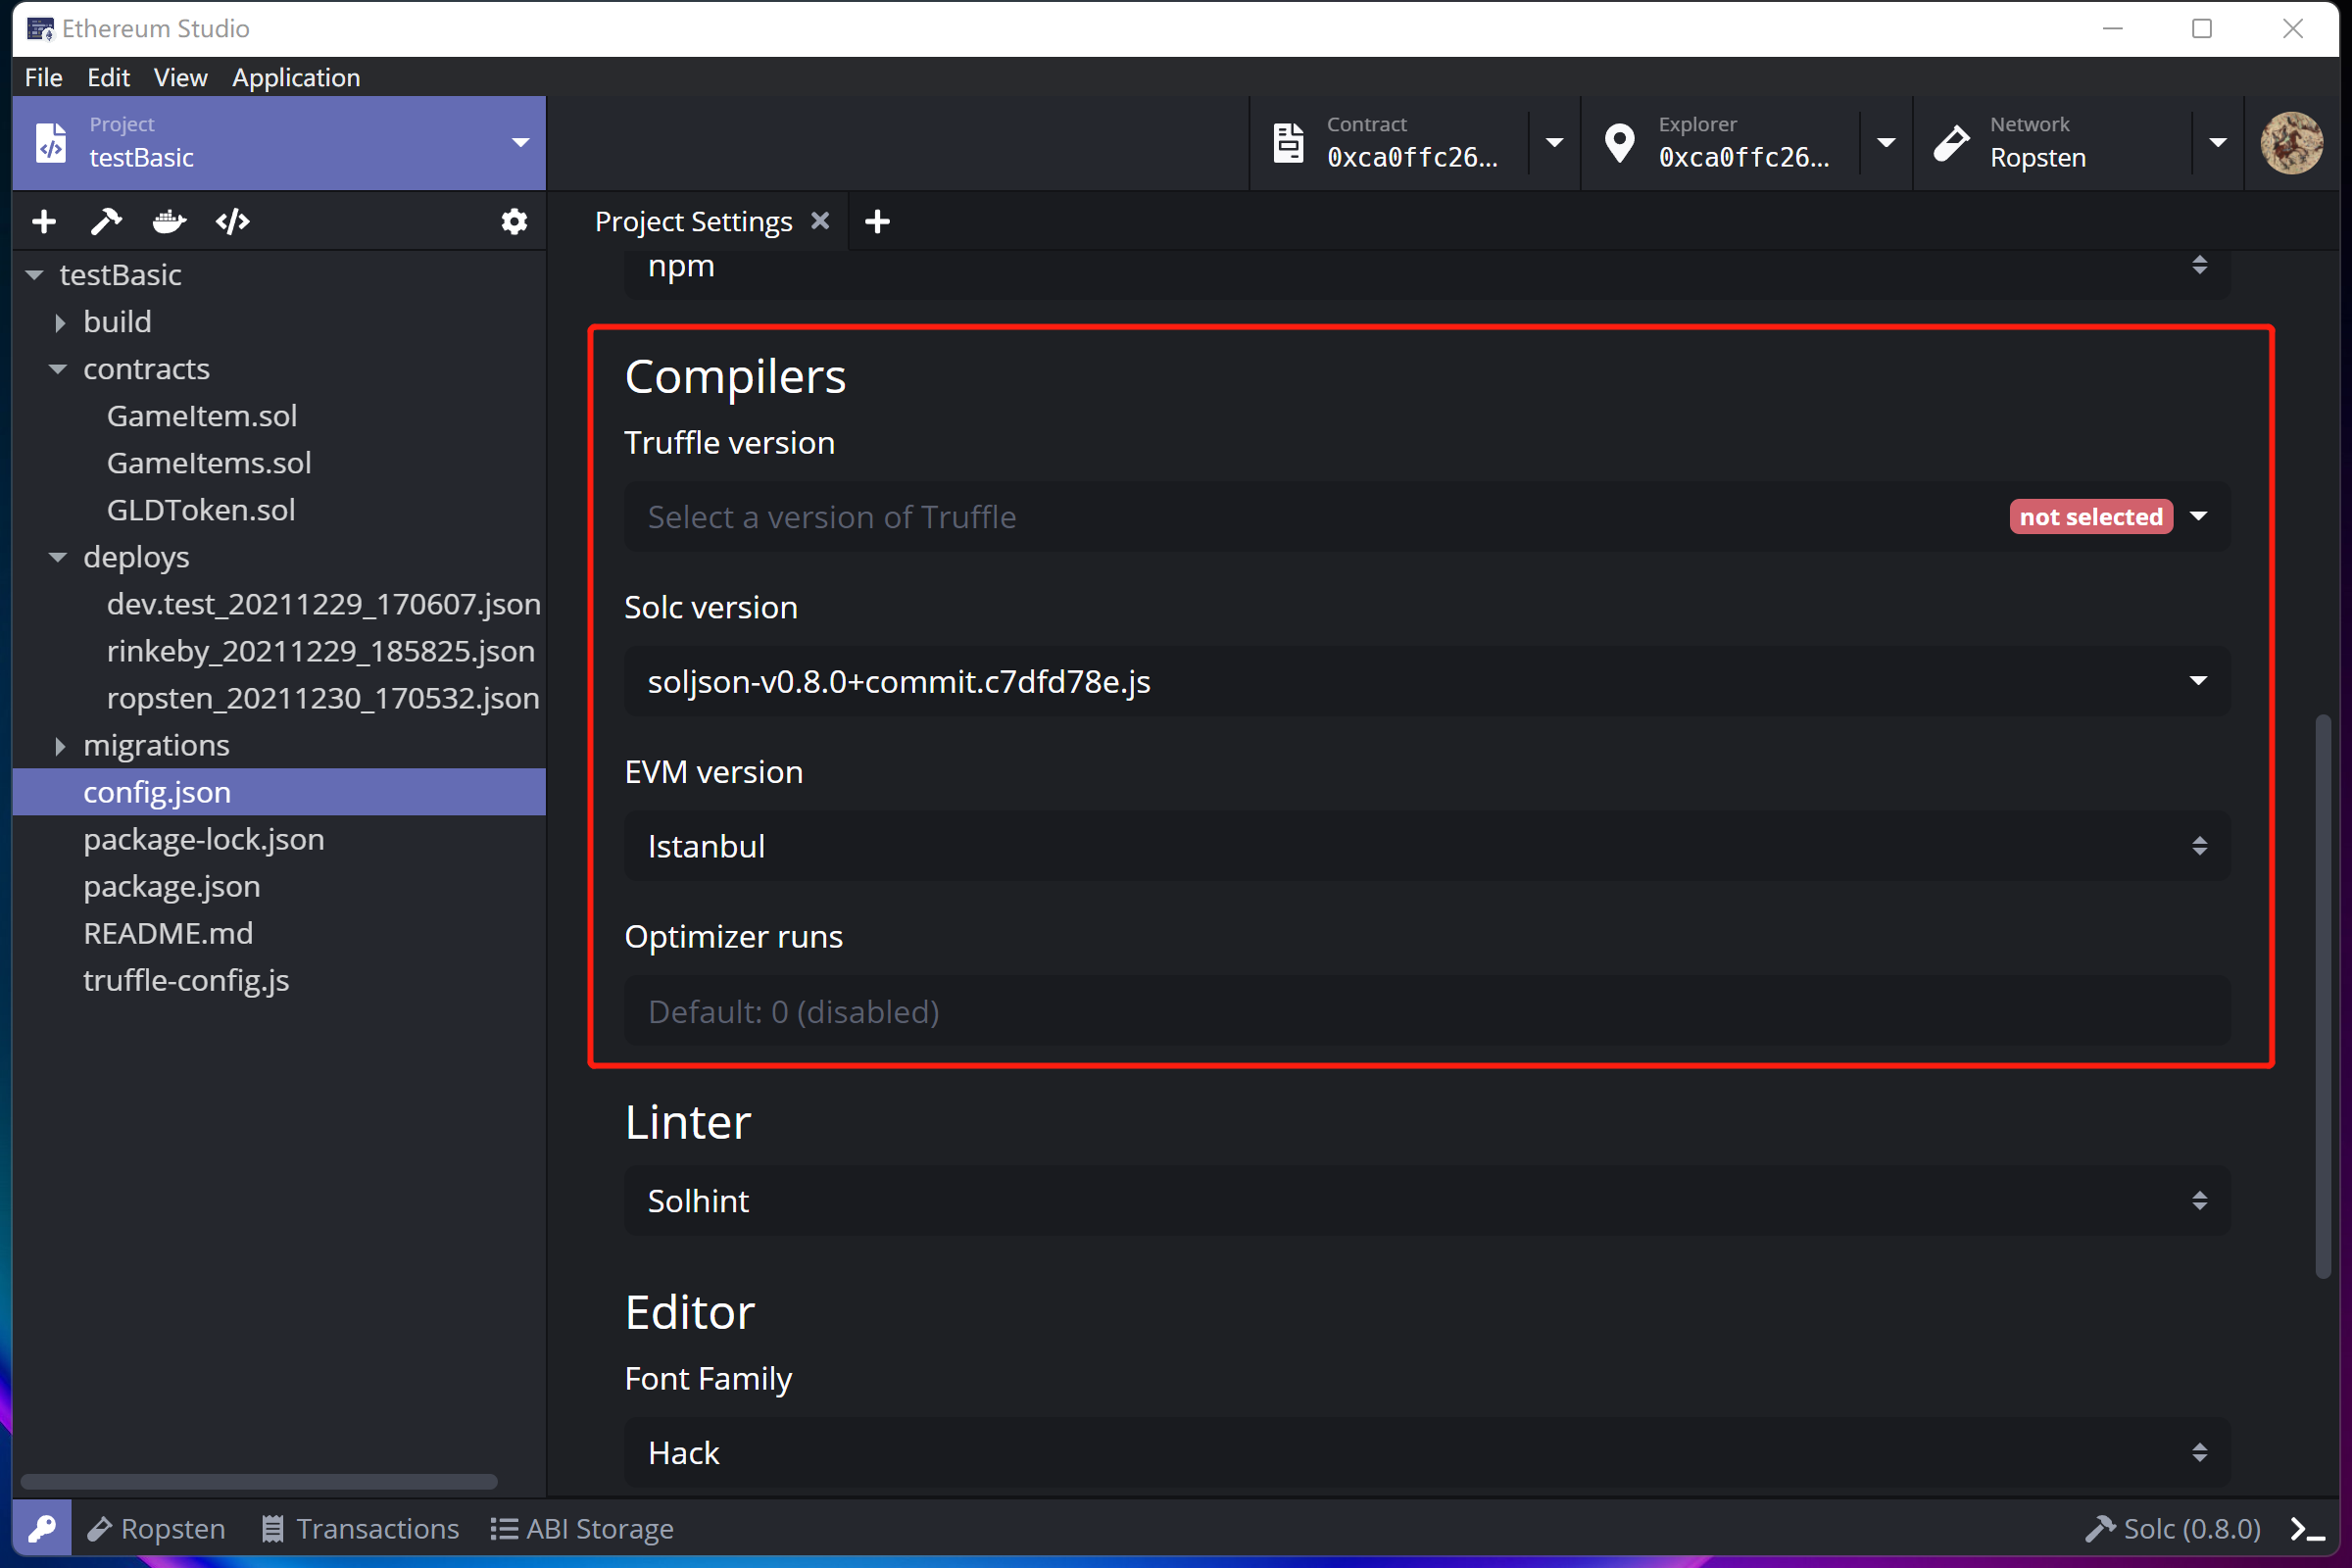 Ethereum Studio
File Edit View Application
Project
testBasic
Contract
0xca0ffc26...
Explorer
0xca0ffc26...
Network
Ropsten
Project Settings
testBasic
build
contracts
GameItem.sol
GameItems.sol
GLDToken.sol
deploys
dev.test_20211229_170607.json
rinkeby_20211229_185825.json
ropsten_20211230_170532.json
migrations
config.json
package-lock.json
package.json
README.md
truffle-config.js
npm
Compilers
Truffle version
Select a version of Truffle not selected
Solc version
soljson-v0.8.0+commit.c7dfd78e.js
EVM version
Istanbul
Optimizer runs
Default: 0 (disabled)
Linter
Solhint
Editor
Font Family
Hack
Ropsten Transactions ABI Storage Solc (0.8.0)